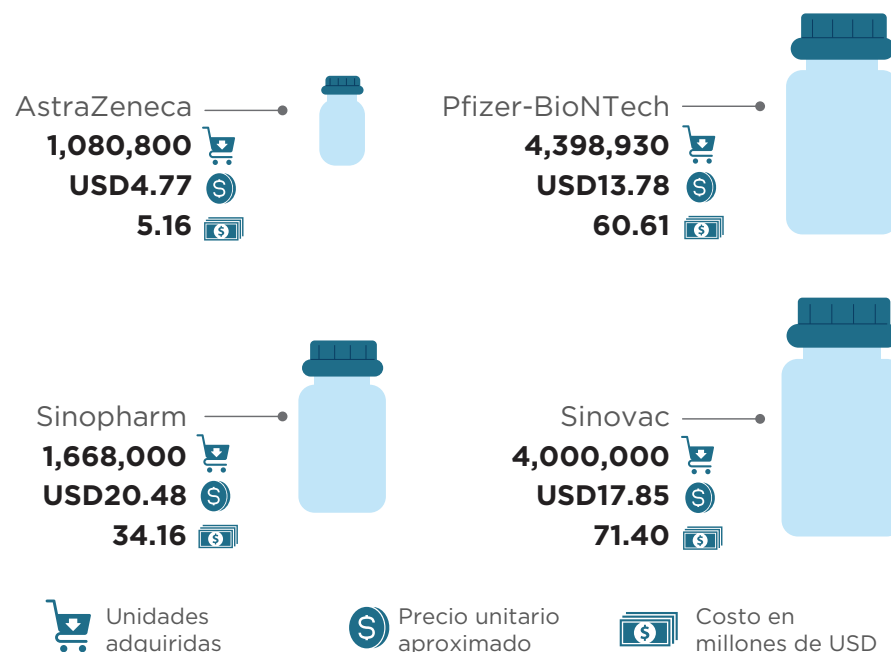 AstraZeneca
1,080,800
USD4.77
5.16
Pfizer-BioNTech
4,398,930
USD13.78
60.61
Sinopharm
1,668,000
USD20.48
34.16
Sinovac
4,000,000
USD17.85
71.40
Unidades
adquiridas
Precio unitario
aproximado
Costo en
millones de USD